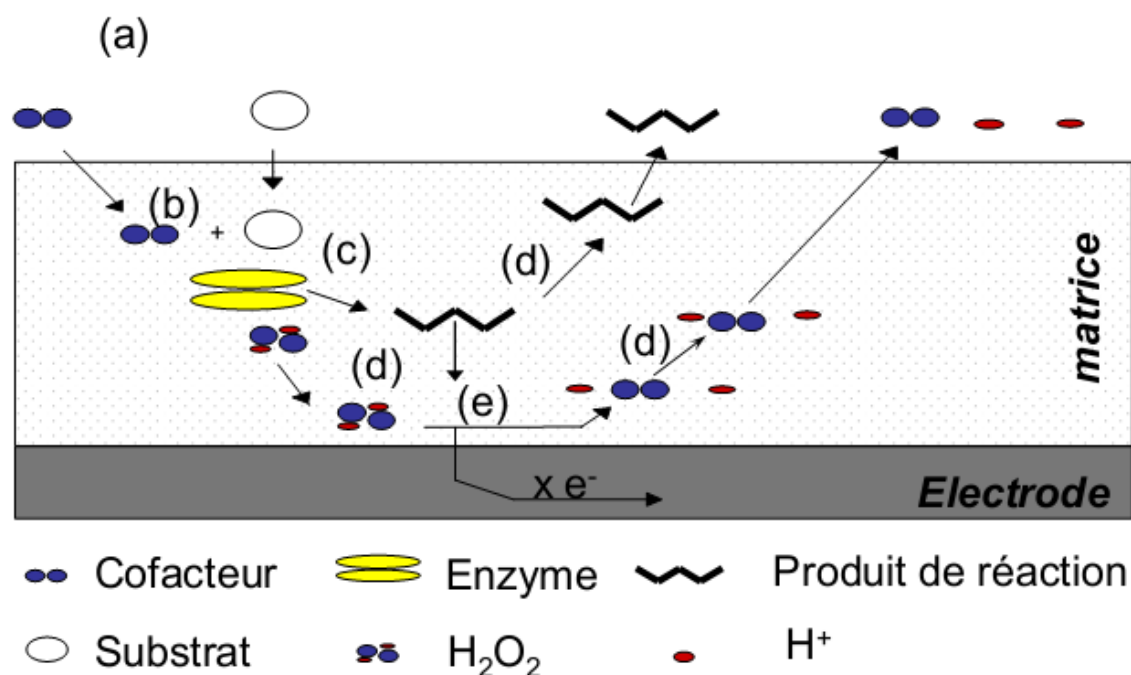 (a)
(b)
+
(c)
(d)
(d)
(d)
(e)
matrice
x e⁻
Electrode
Cofacteur
Enzyme
Produit de réaction
Substrat
H₂O₂
H⁺